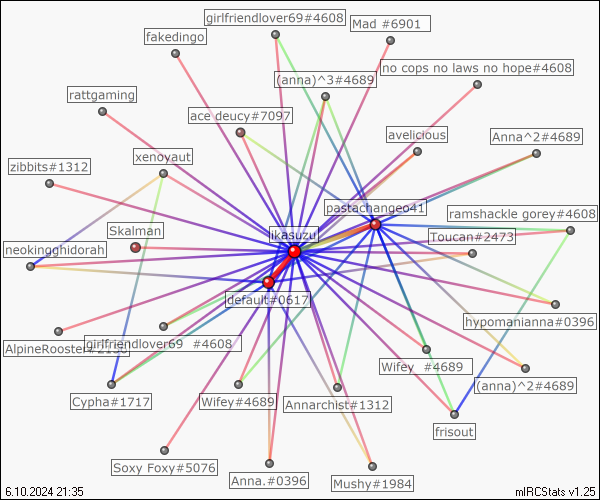 girlfriendlover69#4608
Mad #6901
fakedingo
no cops no laws no hope#4608
(anna)^3#4689
rattgaming
ace deucy#7097
avelicious
Anna^2#4689
xenoyaut
zibbits#1312
pastachangeo41
ramshackle gorey#4608
Skalman
ikasuzu
Toucan#2473
neokingghidorah
default#0617
hypomanianna#0396
girlfriendlover69 #4608
Wifey #4689
(anna)^2#4689
Cypha#1717
Wifey#4689
Annarchist#1312
frisout
Soxy Foxy#5076
Anna.#0396
Mushy#1984
6.10.2024 21:35
mIRCStats v1.25